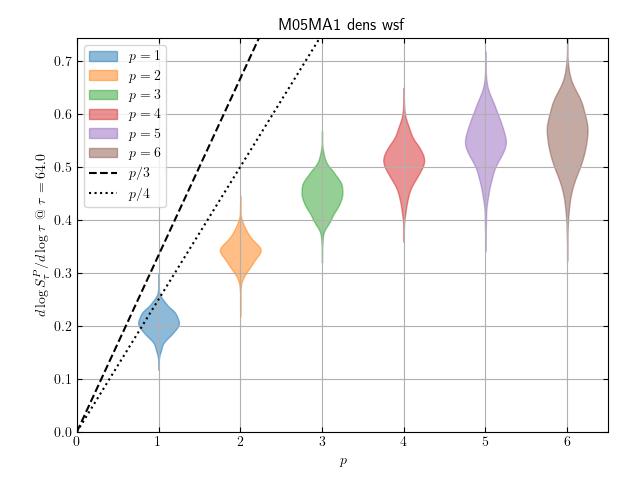 M05MA1 dens wsf
d log S_τ^P / d log τ @ τ = 64.0
0.7
0.6
0.5
0.4
0.3
0.2
0.1
0.0
p = 1
p = 2
p = 3
p = 4
p = 5
p = 6
p/3
p/4
0 1 2 3 4 5 6
p